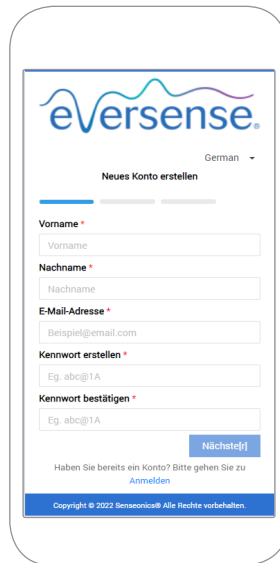 eversense®
German
Neues Konto erstellen
Vorname *
Vorname
Nachname *
Nachname
E-Mail-Adresse *
Beispiel@email.com
Kennwort erstellen *
Eg. abc@1A
Kennwort bestätigen *
Eg. abc@1A
Nächste[r]
Haben Sie bereits ein Konto? Bitte gehen Sie zu
Anmelden
Copyright © 2022 Senseonics® Alle Rechte vorbehalten.